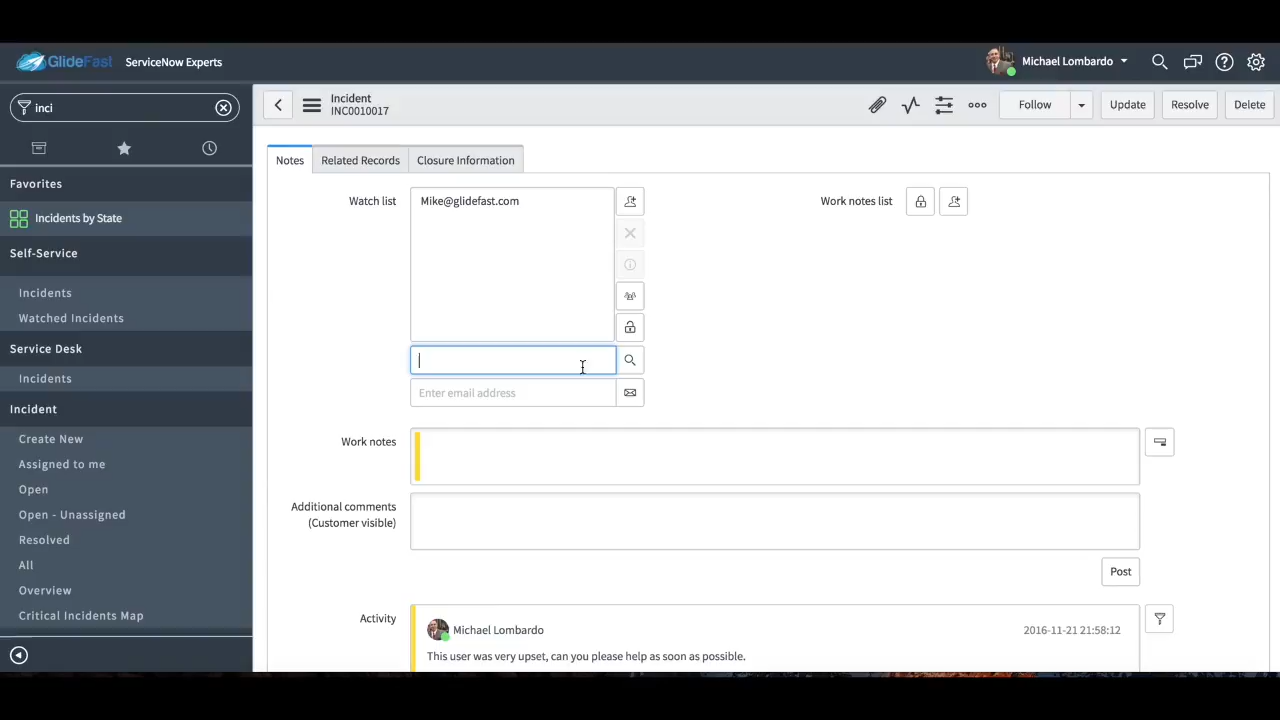 GlideFast ServiceNow Experts
Michael Lombardo
inci
Incident
INC0010017
Follow
Update
Resolve
Delete
Favorites
Incidents by State
Self-Service
Incidents
Watched Incidents
Service Desk
Incidents
Incident
Create New
Assigned to me
Open
Open - Unassigned
Resolved
All
Overview
Critical Incidents Map
Notes
Related Records
Closure Information
Watch list
Mike@glidefast.com
Work notes list
Enter email address
Work notes
Additional comments
(Customer visible)
Post
Activity
Michael Lombardo
2016-11-21 21:58:12
This user was very upset, can you please help as soon as possible.